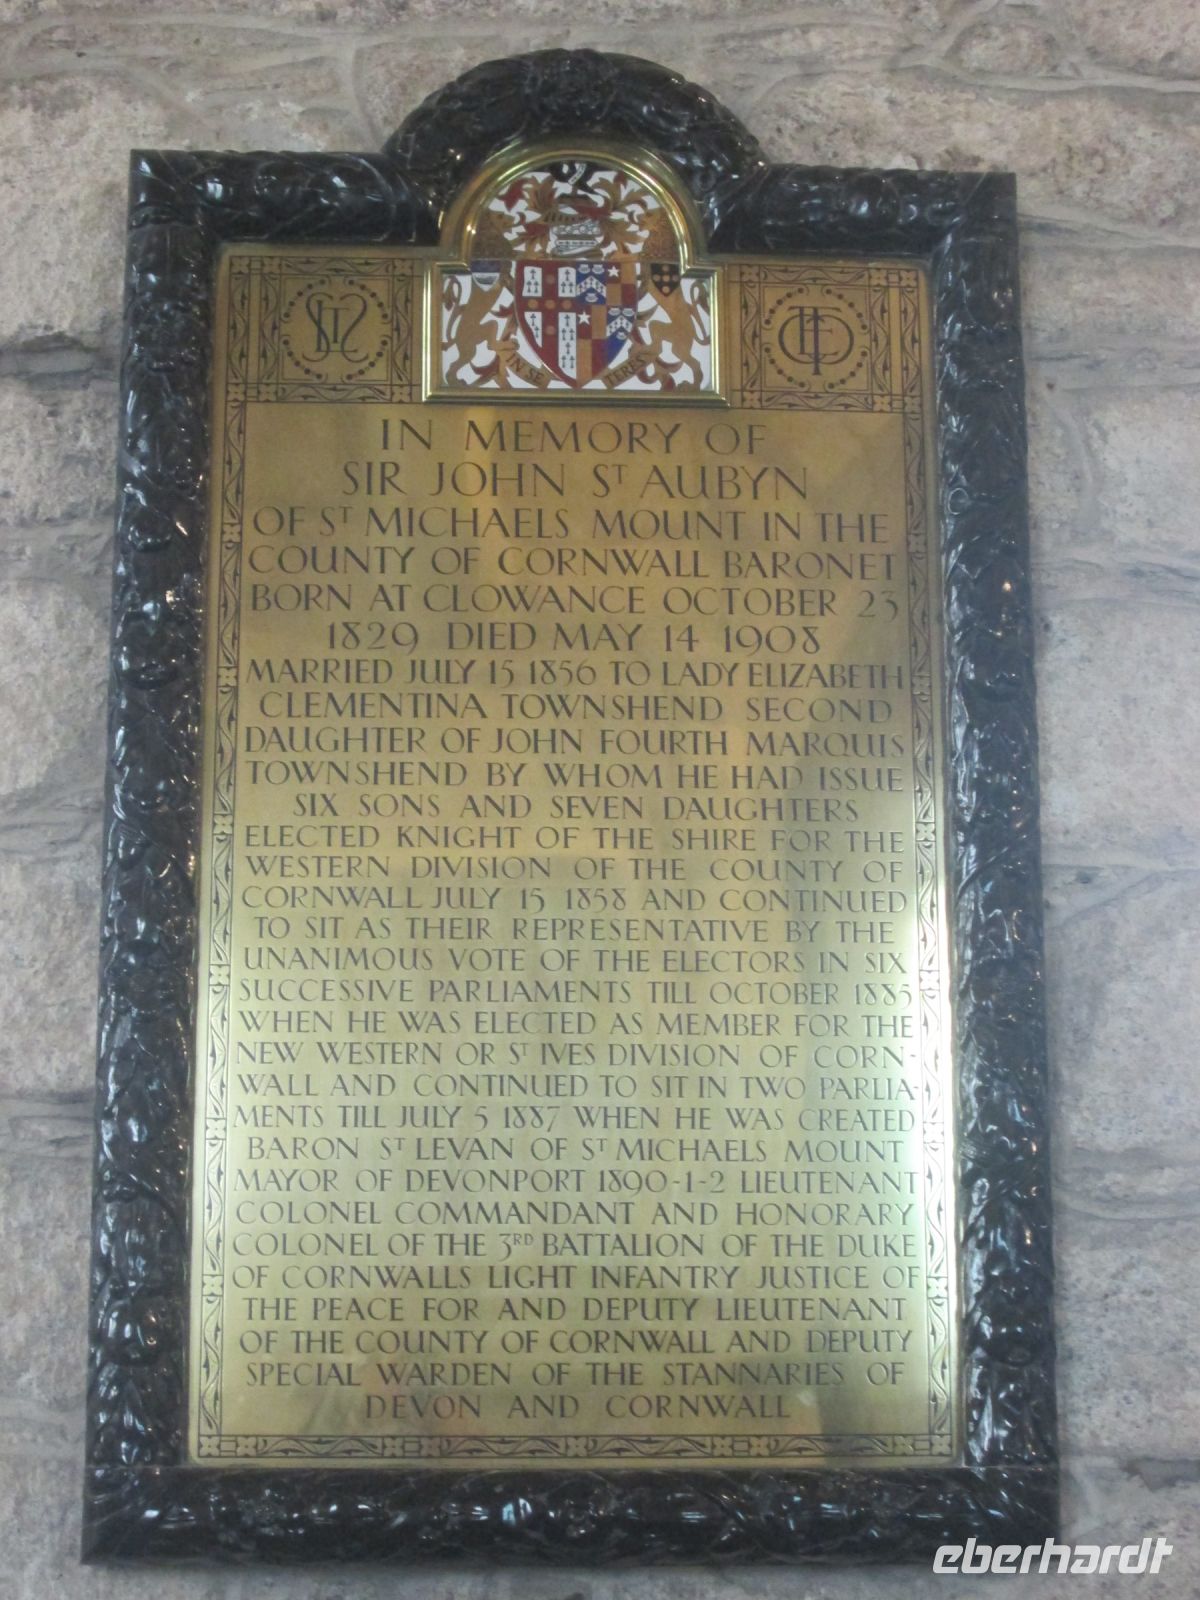 IN SE TERES
IN MEMORY OF
SIR JOHN ST AUBYN
OF ST MICHAELS MOUNT IN THE
COUNTY OF CORNWALL BARONET
BORN AT CLOWANCE OCTOBER 23
1829 DIED MAY 14 1908
MARRIED JULY 15 1856 TO LADY ELIZABETH
CLEMENTINA TOWNSHEND SECOND
DAUGHTER OF JOHN FOURTH MARQUIS
TOWNSHEND BY WHOM HE HAD ISSUE
SIX SONS AND SEVEN DAUGHTERS
ELECTED KNIGHT OF THE SHIRE FOR THE
WESTERN DIVISION OF THE COUNTY OF
CORNWALL JULY 15 1858 AND CONTINUED
TO SIT AS THEIR REPRESENTATIVE BY THE
UNANIMOUS VOTE OF THE ELECTORS IN SIX
SUCCESSIVE PARLIAMENTS TILL OCTOBER 1885
WHEN HE WAS ELECTED AS MEMBER FOR THE
NEW WESTERN OR ST IVES DIVISION OF CORN-
WALL AND CONTINUED TO SIT IN TWO PARLIA-
MENTS TILL JULY 5 1887 WHEN HE WAS CREATED
BARON ST LEVAN OF ST MICHAELS MOUNT
MAYOR OF DEVONPORT 1890-1-2 LIEUTENANT
COLONEL COMMANDANT AND HONORARY
COLONEL OF THE 3RD BATTALION OF THE DUKE
OF CORNWALLS LIGHT INFANTRY JUSTICE OF
THE PEACE FOR AND DEPUTY LIEUTENANT
OF THE COUNTY OF CORNWALL AND DEPUTY
SPECIAL WARDEN OF THE STANNARIES OF
DEVON AND CORNWALL
eberhardt